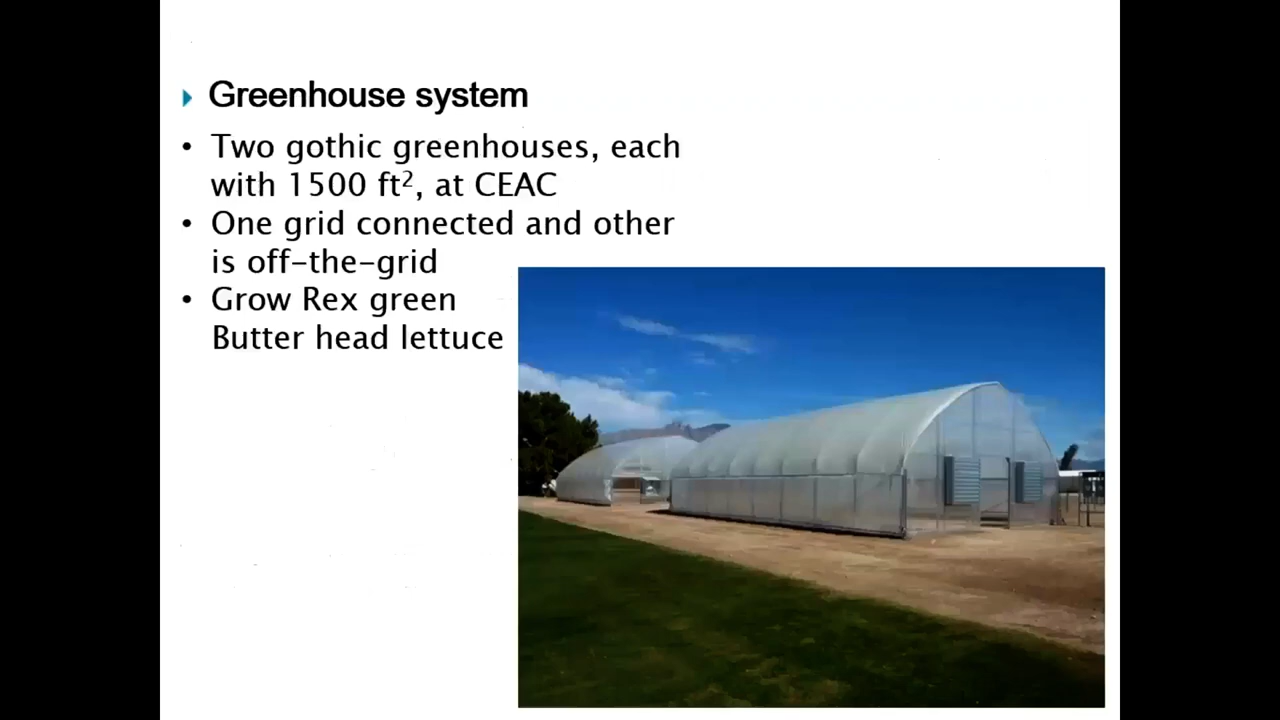 Greenhouse system
• Two gothic greenhouses, each
with 1500 ft², at CEAC
• One grid connected and other
is off-the-grid
• Grow Rex green
Butter head lettuce